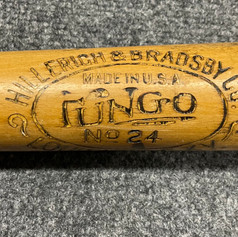 HILLERICH & BRADSBY CO
MADE IN U.S.A.
FUNGO
No 24